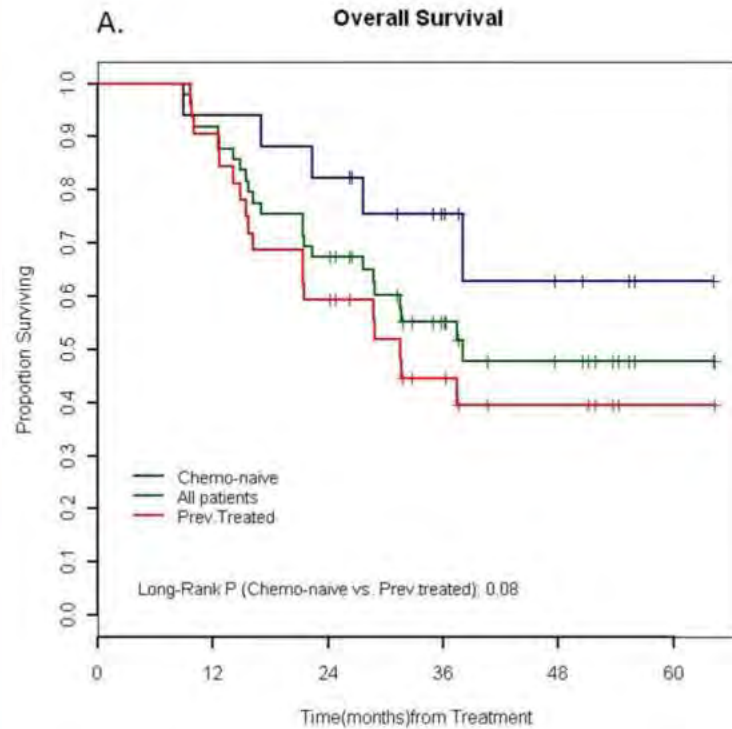 A.
Overall Survival
Proportion Surviving
1.0
0.9
0.8
0.7
0.6
0.5
0.4
0.3
0.2
0.1
0.0
Chemo-naive
All patients
Prev.Treated
Long-Rank P (Chemo-naive vs. Prev.treated): 0.08
0 12 24 36 48 60
Time(months)from Treatment